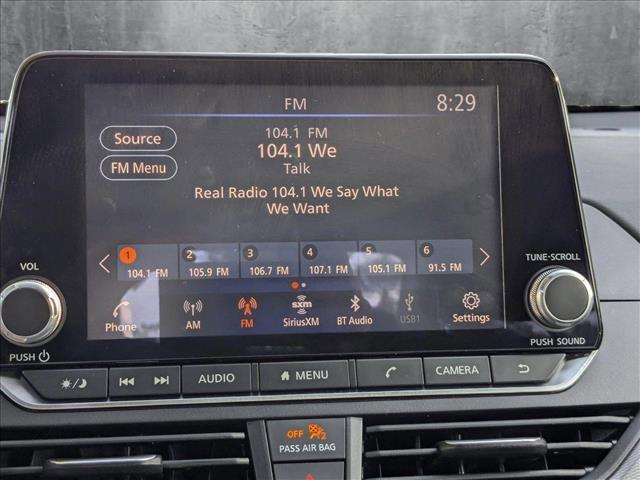 FM
8:29
Source
104.1 FM
104.1 We
FM Menu
Talk
Real Radio 104.1 We Say What
We Want
1 2 3 4 5 6
104.1 FM 105.9 FM 106.7 FM 107.1 FM 105.1 FM 91.5 FM
VOL
TUNE-SCROLL
sxm
Phone AM FM SiriusXM BT Audio USB1 Settings
PUSH
PUSH SOUND
AUDIO MENU CAMERA
OFF 2
PASS AIR BAG